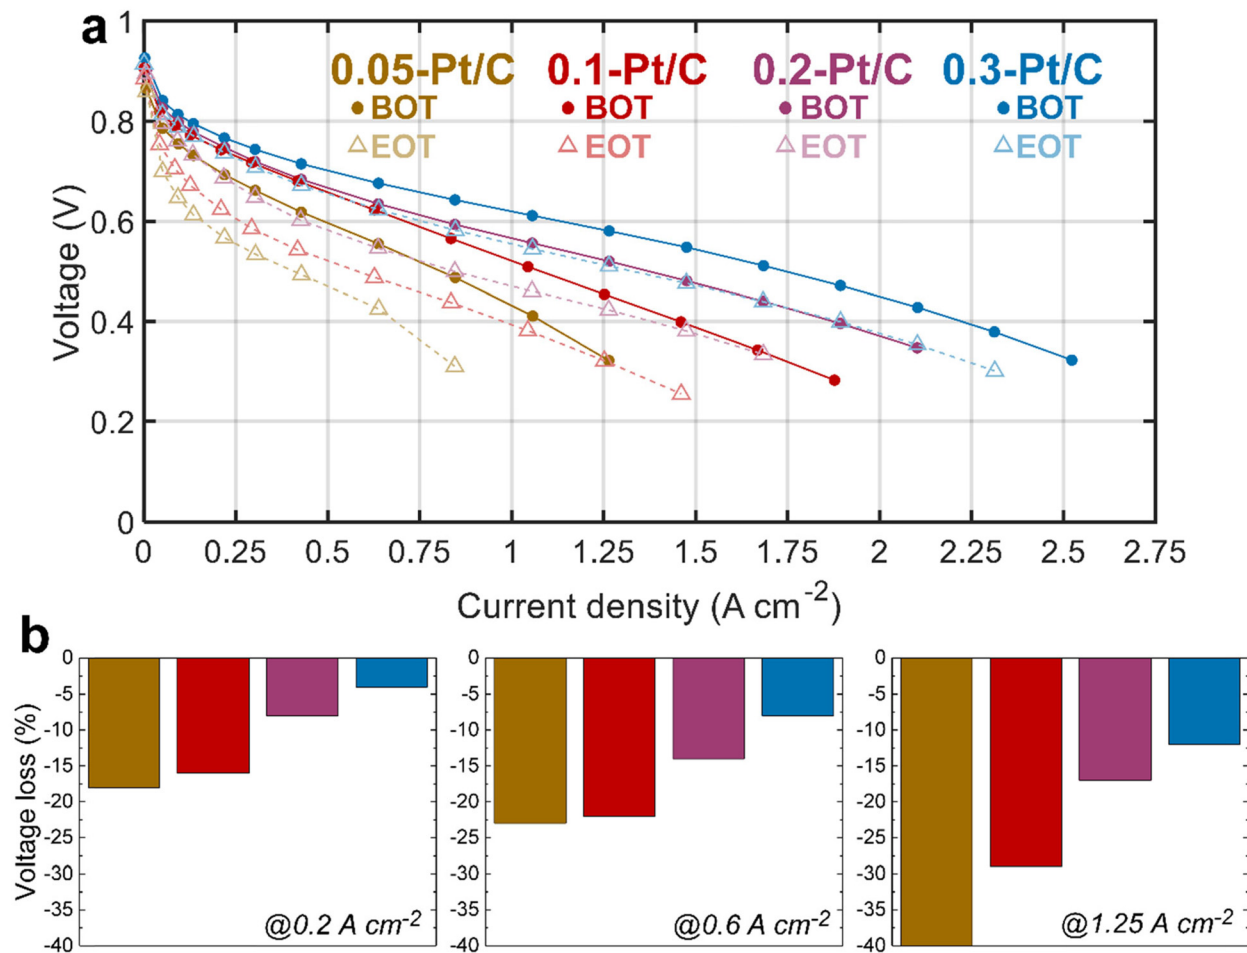 a
1
0.8
0.6
0.4
0.2
0
Voltage (V)
0.05-Pt/C 0.1-Pt/C 0.2-Pt/C 0.3-Pt/C
BOT BOT BOT BOT
EOT EOT EOT EOT
0 0.25 0.5 0.75 1 1.25 1.5 1.75 2 2.25 2.5 2.75
Current density (A cm⁻²)
b
Voltage loss (%)
0 0 0
-5 -5 -5
-10 -10 -10
-15 -15 -15
-20 -20 -20
-25 -25 -25
-30 -30 -30
-35 -35 -35
-40 -40 -40
@0.2 A cm⁻² @0.6 A cm⁻² @1.25 A cm⁻²